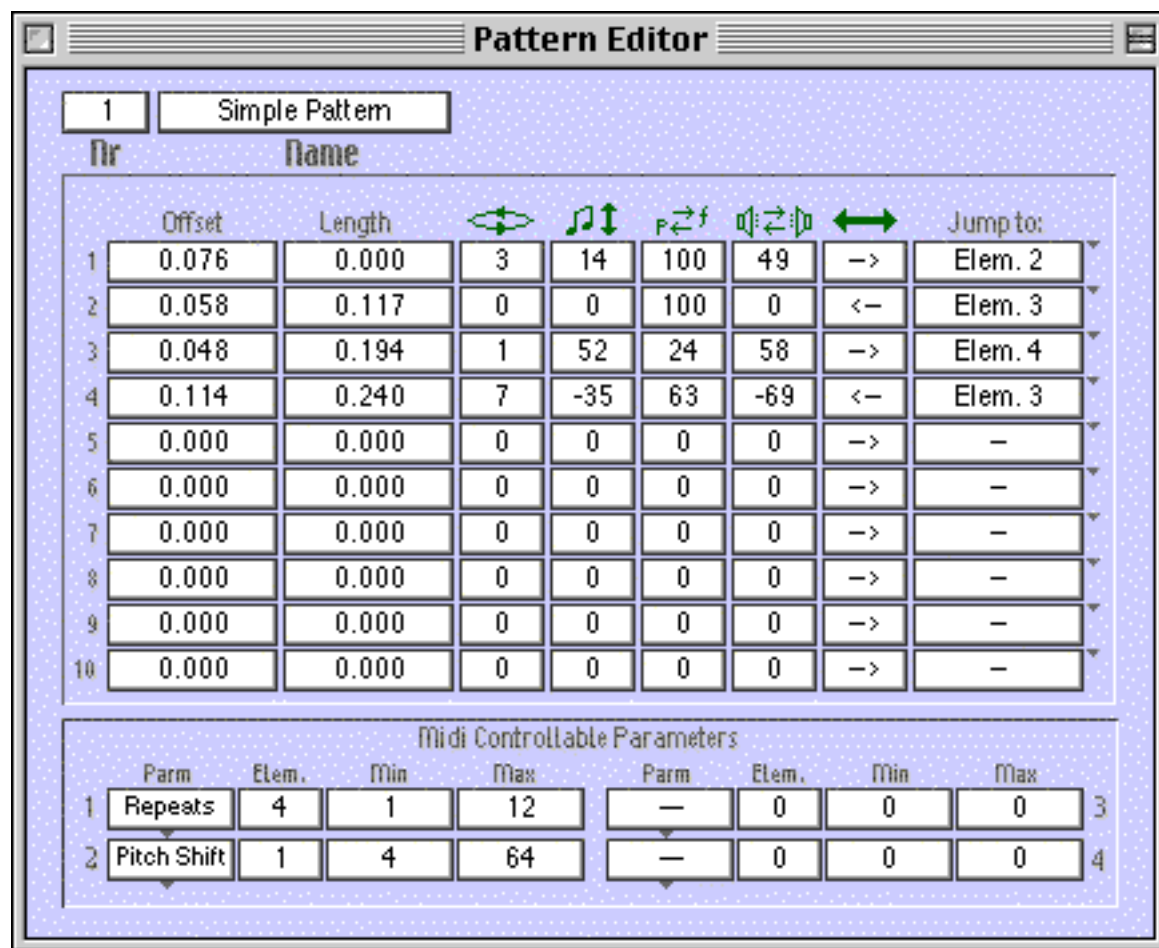 Pattern Editor
1 Simple Pattern
Nr Name
Offset Length P f Jump to:
1 0.076 0.000 3 14 100 49 —> Elem. 2
2 0.058 0.117 0 0 100 0 <— Elem. 3
3 0.048 0.194 1 52 24 58 —> Elem. 4
4 0.114 0.240 7 -35 63 -69 <— Elem. 3
5 0.000 0.000 0 0 0 0 —> —
6 0.000 0.000 0 0 0 0 —> —
7 0.000 0.000 0 0 0 0 —> —
8 0.000 0.000 0 0 0 0 —> —
9 0.000 0.000 0 0 0 0 —> —
10 0.000 0.000 0 0 0 0 —> —
Midi Controllable Parameters
Parm Elem. Min Max Parm Elem. Min Max
1 Repeats 4 1 12 — 0 0 0 3
2 Pitch Shift 1 4 64 — 0 0 0 4